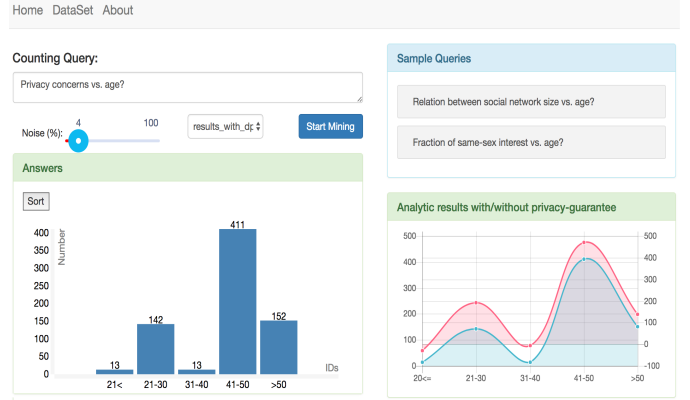 Home DataSet About
Counting Query:
Privacy concerns vs. age?
Noise (%):
4
100
results_with_dp
Start Mining
Answers
Sort
Number
400
350
300
250
200
150
100
50
0
13
142
13
411
152
IDs
21<
21-30
31-40
41-50
>50
Sample Queries
Relation between social network size vs. age?
Fraction of same-sex interest vs. age?
Analytic results with/without privacy-guarantee
500
400
300
200
100
0
500
400
300
200
100
0
-100
20<=
21-30
31-40
41-50
>50